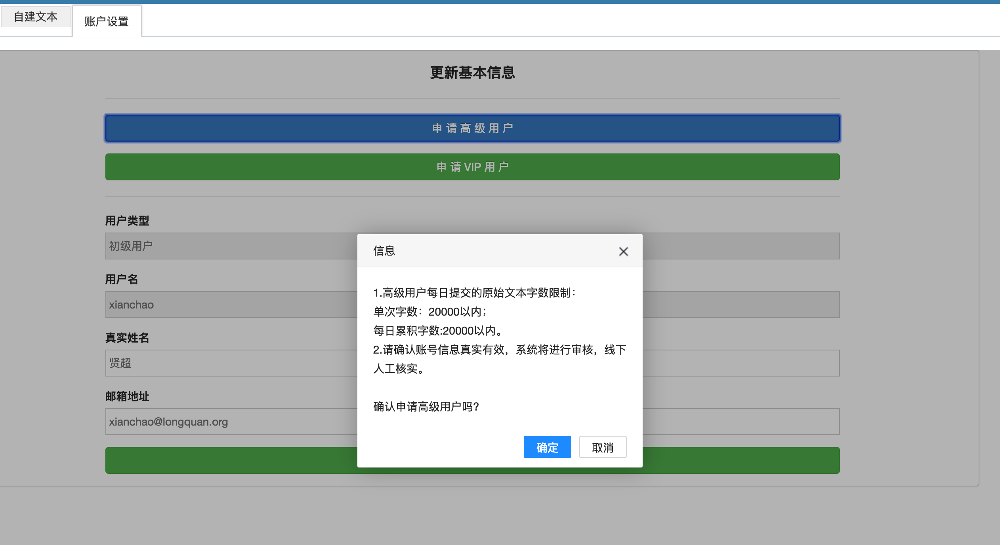 自建文本
账户设置
更新基本信息
申请高级用户
申请VIP用户
用户类型
初级用户
用户名
xianchao
真实姓名
贤超
邮箱地址
xianchao@longquan.org
信息
1.高级用户每日提交的原始文本字数限制：
单次字数：20000以内；
每日累积字数:20000以内。
2.请确认账号信息真实有效，系统将进行审核，线下
人工核实。
确认申请高级用户吗?
确定
取消